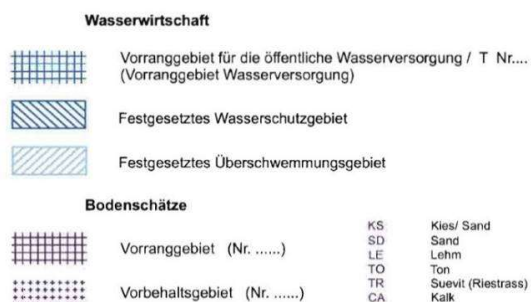 Wasserwirtschaft
Vorranggebiet für die öffentliche Wasserversorgung / T Nr....
(Vorranggebiet Wasserversorgung)
Festgesetztes Wasserschutzgebiet
Festgesetztes Überschwemmungsgebiet
Bodenschätze
Vorranggebiet (Nr. ......)
Vorbehaltsgebiet (Nr. ......)
KS Kies/ Sand
SD Sand
LE Lehm
TO Ton
TR Suevit (Riestrass)
CA Kalk